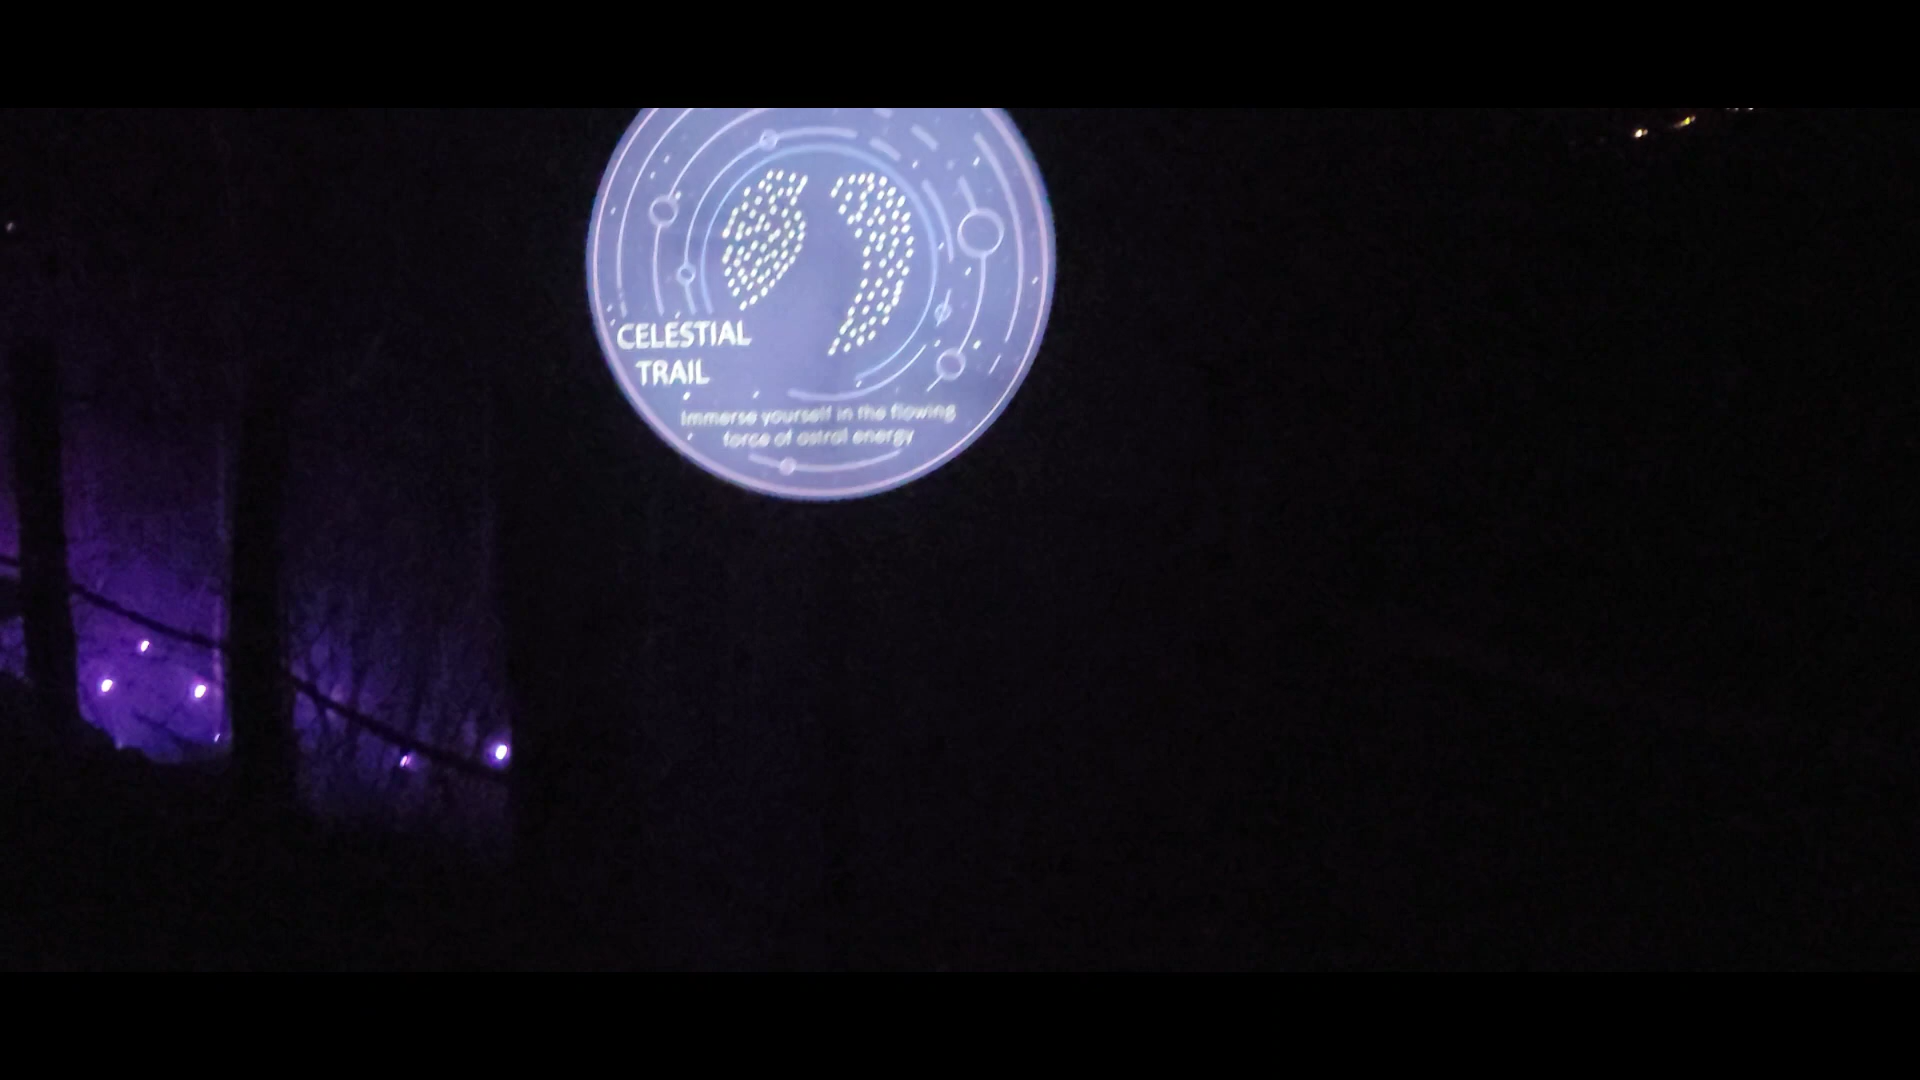 CELESTIAL
TRAIL
Immerse yourself in the flowing
force of astral energy